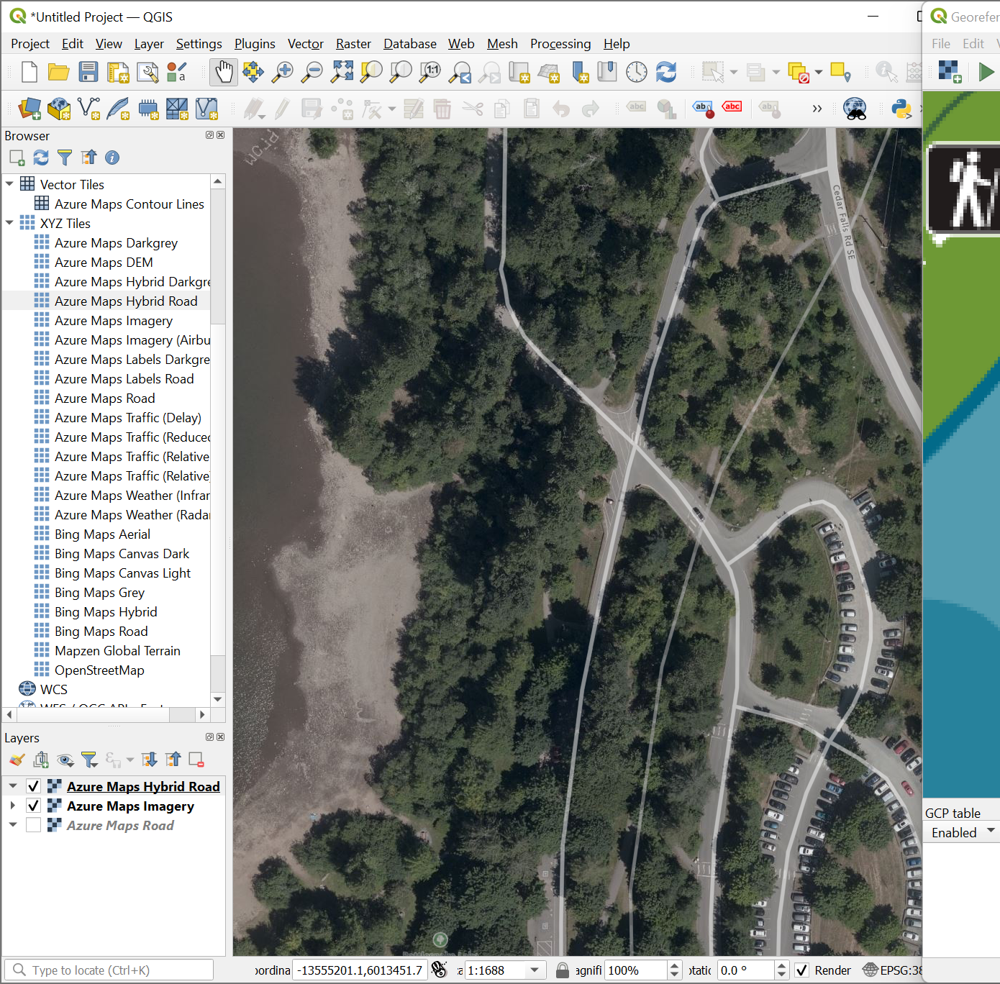 *Untitled Project — QGIS
Project Edit View Layer Settings Plugins Vector Raster Database Web Mesh Processing Help
Browser
Vector Tiles
Azure Maps Contour Lines
XYZ Tiles
Azure Maps Darkgrey
Azure Maps DEM
Azure Maps Hybrid Darkgre
Azure Maps Hybrid Road
Azure Maps Imagery
Azure Maps Imagery (Airbu
Azure Maps Labels Darkgre
Azure Maps Labels Road
Azure Maps Road
Azure Maps Traffic (Delay)
Azure Maps Traffic (Reduced
Azure Maps Traffic (Relative
Azure Maps Traffic (Relative)
Azure Maps Weather (Infrar
Azure Maps Weather (Radar
Bing Maps Aerial
Bing Maps Canvas Dark
Bing Maps Canvas Light
Bing Maps Grey
Bing Maps Hybrid
Bing Maps Road
Mapzen Global Terrain
OpenStreetMap
WCS
Layers
Azure Maps Hybrid Road
Azure Maps Imagery
Azure Maps Road
Cedar Falls Rd SE
Georefer
File Edit V
GCP table
Enabled
Type to locate (Ctrl+K)
oordina -13555201.1,6013451.7 1:1688 agnifi 100% otatic 0.0 ° Render EPSG:38